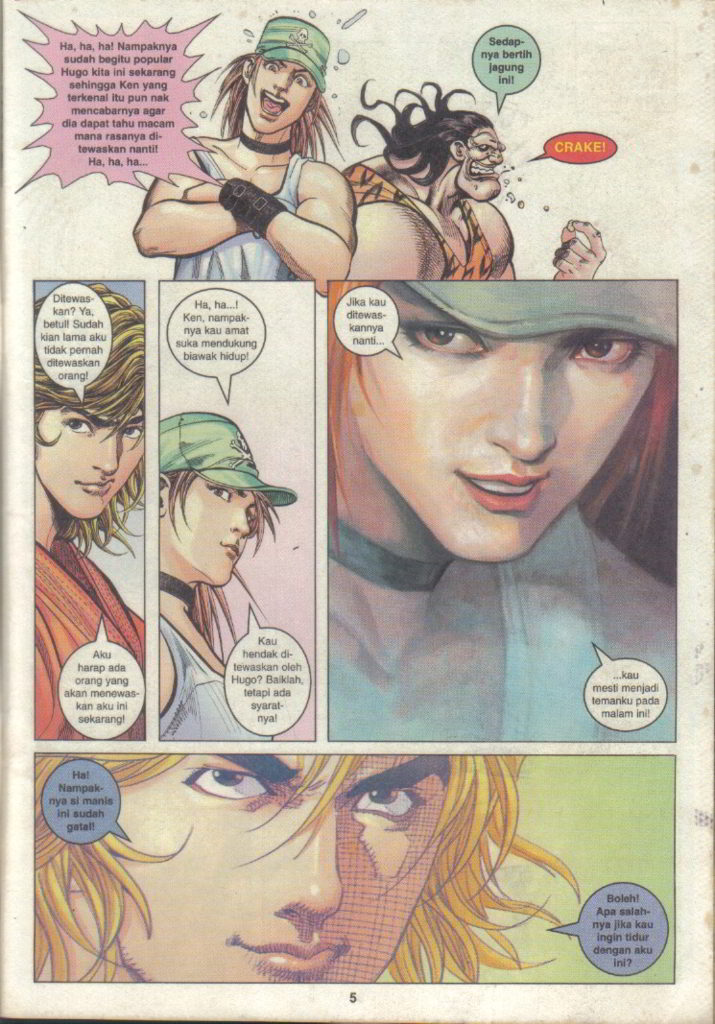 Ha, ha, ha! Nampaknya
sudah begitu popular
Hugo kita ini sekarang
sehingga Ken yang
terkenal itu pun nak
mencabarnya agar
dia dapat tahu macam
mana rasanya di-
tewaskan nanti!
Ha, ha, ha...
Sedap-
nya bertih
jagung
ini!
CRAKE!
Ditewas-
kan? Ya,
betul! Sudah
kian lama aku
tidak pernah
ditewaskan
orang!
Aku
harap ada
orang yang
akan menewas-
kan aku ini
sekarang!
Ha, ha...!
Ken, nampak-
nya kau amat
suka mendukung
biawak hidup!
Kau
hendak di-
tewaskan oleh
Hugo? Baiklah,
tetapi ada
syarat-
nya!
Jika kau
ditewas-
kannya
nanti...
...kau
mesti menjadi
temanku pada
malam ini!
Ha!
Nampak-
nya si manis
ini sudah
gatal!
Boleh!
Apa salah-
nya jika kau
ingin tidur
dengan aku
ini?
5